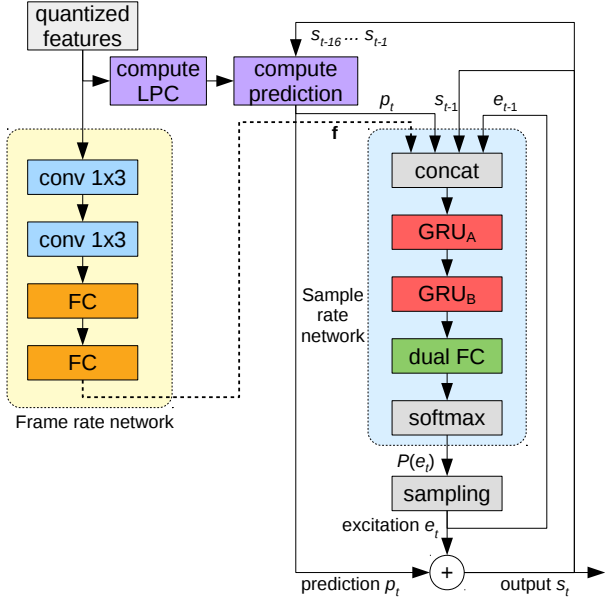 quantized
features
compute
LPC
compute
prediction
s_{t-16} ... s_{t-1}
p_t
s_{t-1}
e_{t-1}
f
conv 1x3
conv 1x3
FC
FC
Frame rate network
concat
GRU_A
GRU_B
dual FC
softmax
Sample
rate
network
P(e_t)
sampling
excitation e_t
+
prediction p_t
output s_t